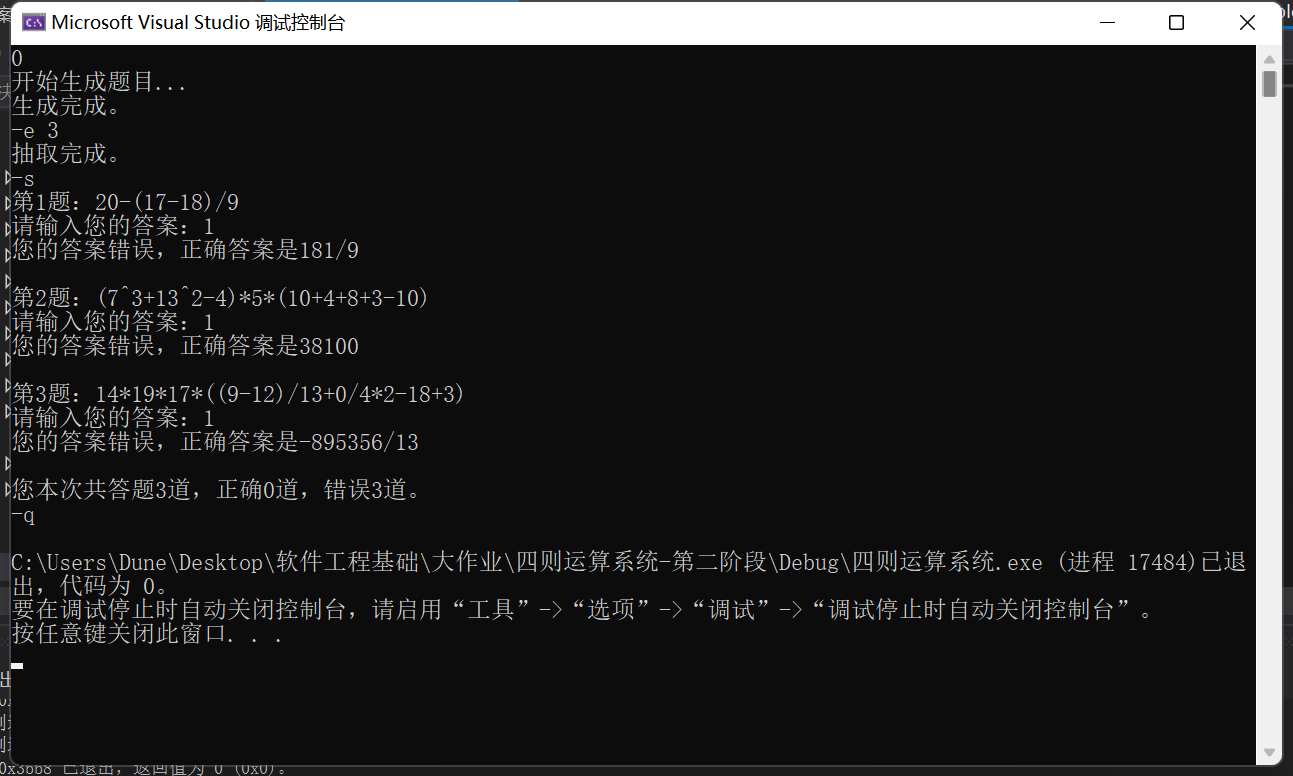 Microsoft Visual Studio 调试控制台
0
开始生成题目...
生成完成。
-e 3
抽取完成。
-s
第1题：20-(17-18)/9
请输入您的答案：1
您的答案错误，正确答案是181/9
第2题：(7^3+13^2-4)*5*(10+4+8+3-10)
请输入您的答案：1
您的答案错误，正确答案是38100
第3题：14*19*17*((9-12)/13+0/4*2-18+3)
请输入您的答案：1
您的答案错误，正确答案是-895356/13
您本次共答题3道，正确0道，错误3道。
-q
C:\Users\Dune\Desktop\软件工程基础\大作业\四则运算系统-第二阶段\Debug\四则运算系统.exe (进程 17484)已退
出，代码为 0。
要在调试停止时自动关闭控制台，请启用“工具”->“选项”->“调试”->“调试停止时自动关闭控制台”。
按任意键关闭此窗口. . .
0x3bb8 已退出，返回值为 0 (0x0)。